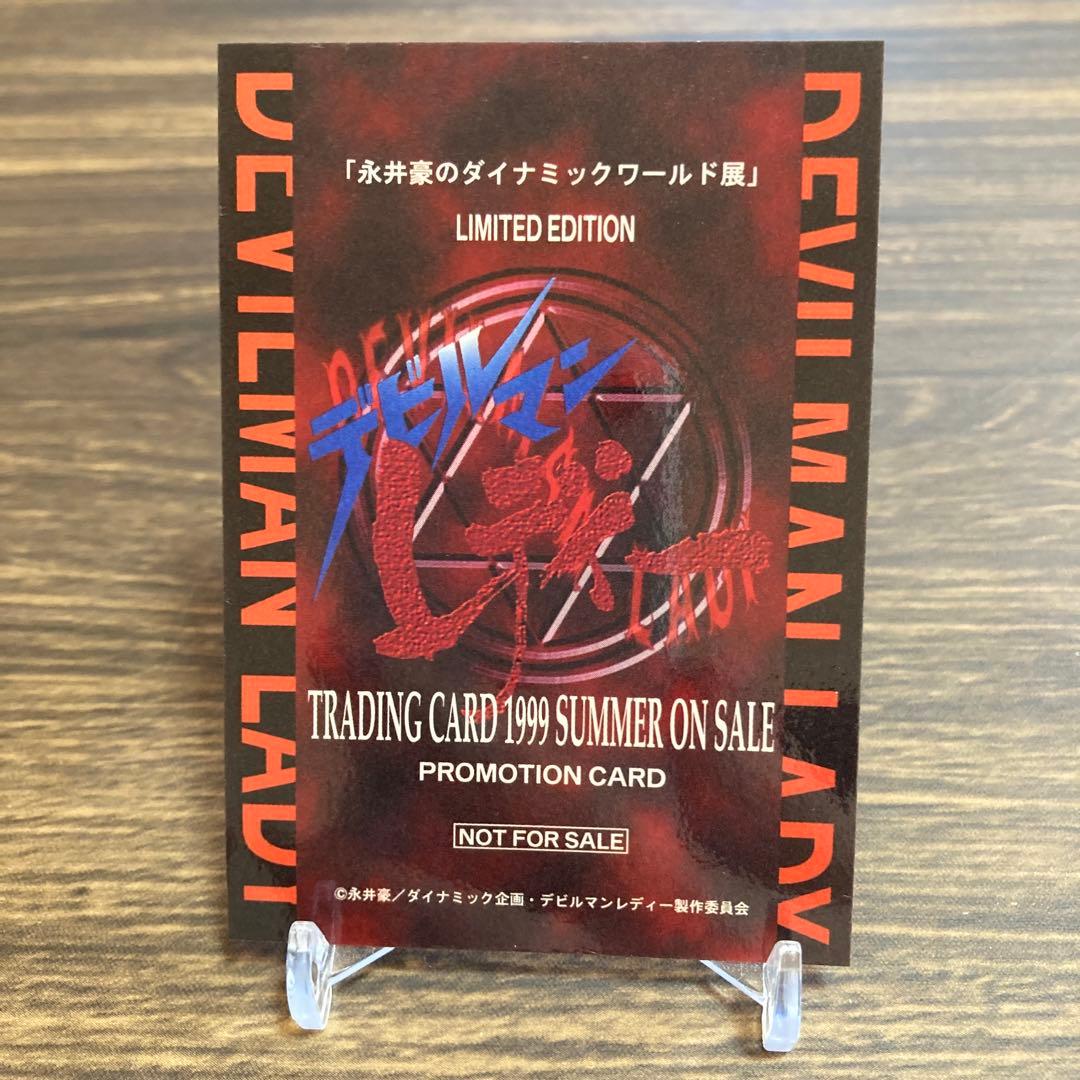 「永井豪のダイナミックワールド展」
LIMITED EDITION
DEVILMAN LADY
DEVILMAN LADY
DEVIL
デビルマン
レディー
LADY
TRADING CARD 1999 SUMMER ON SALE
PROMOTION CARD
NOT FOR SALE
©永井豪／ダイナミック企画・デビルマンレディー製作委員会